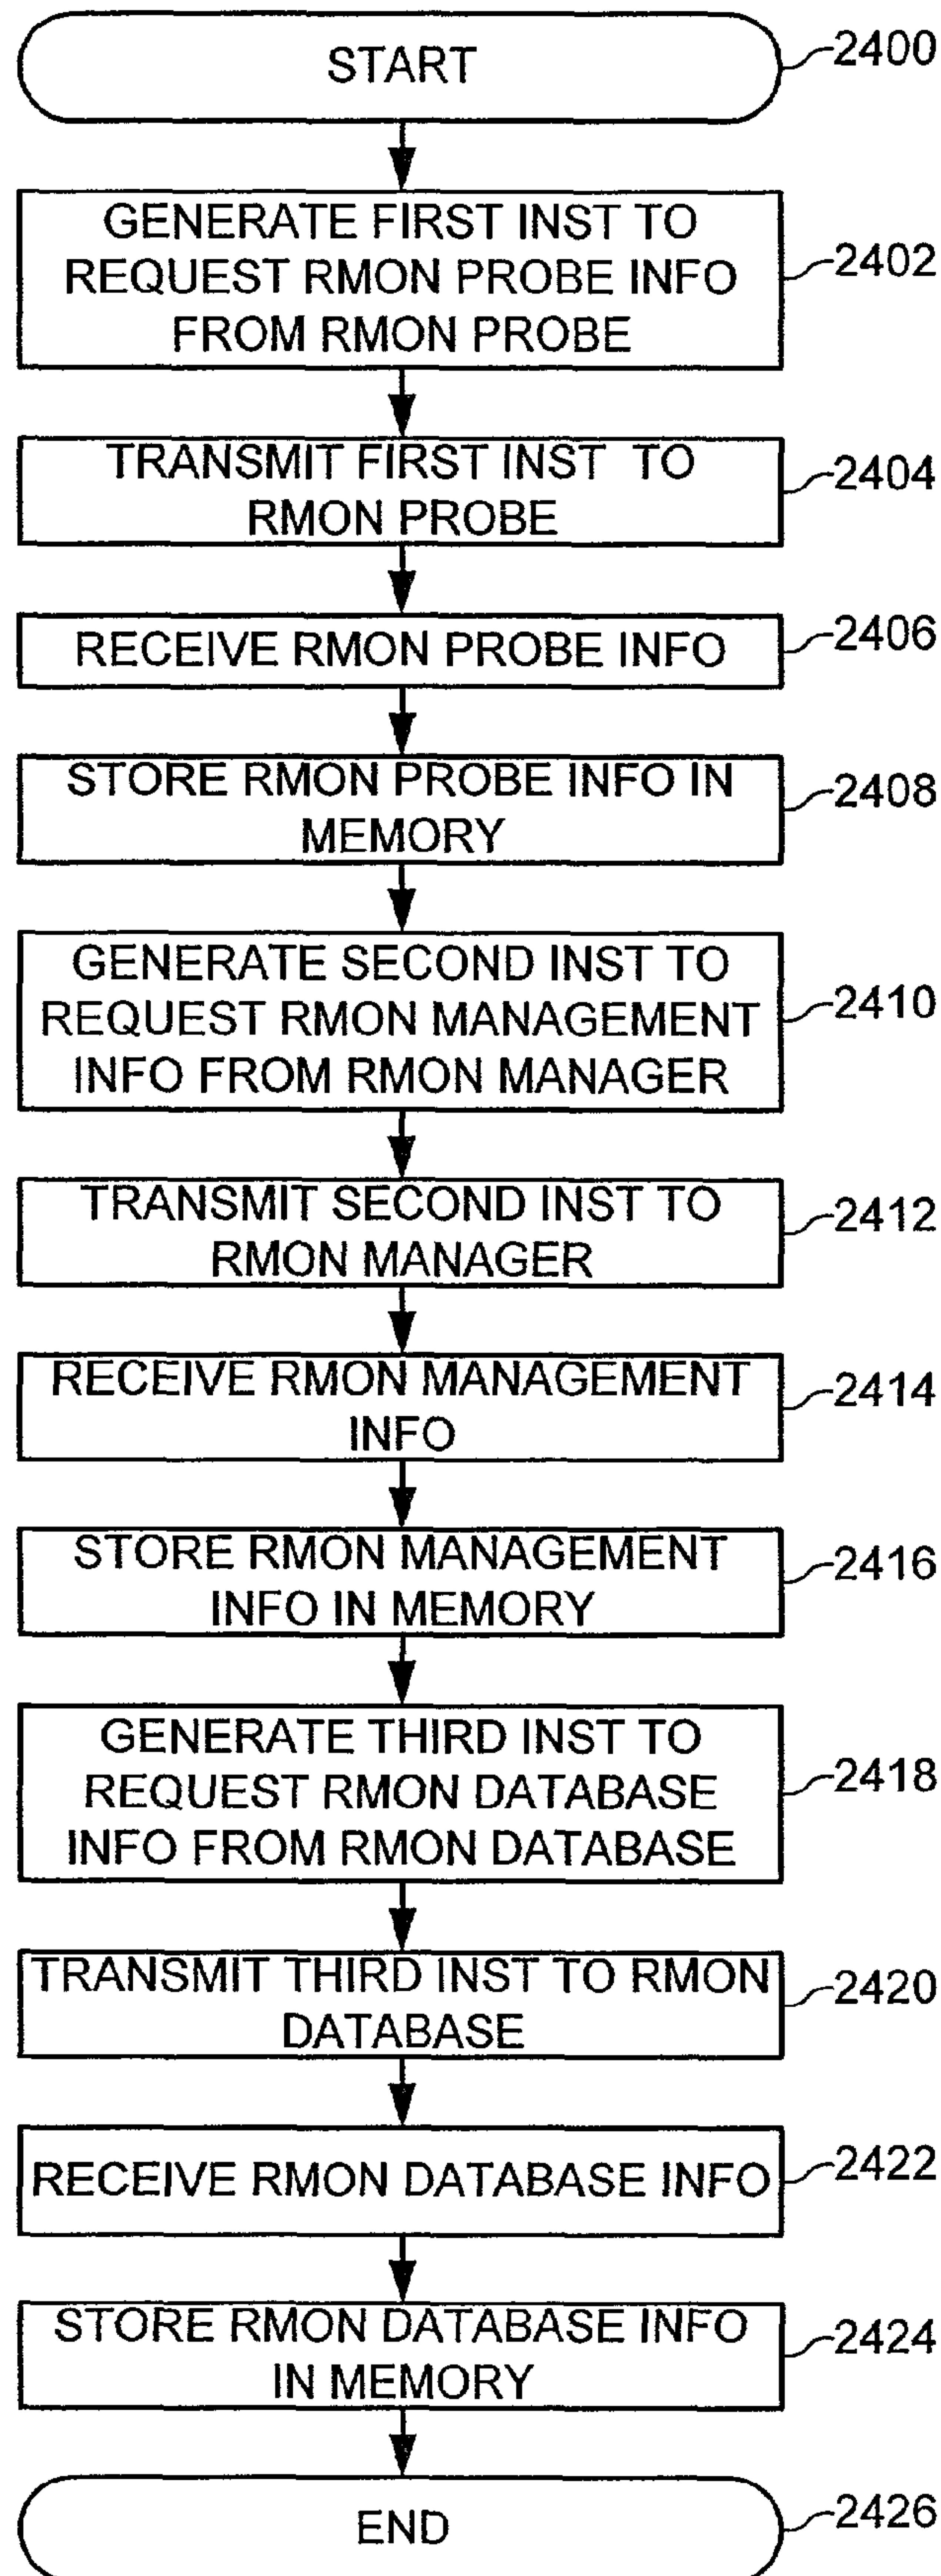 START
2400
GENERATE FIRST INST TO
REQUEST RMON PROBE INFO
FROM RMON PROBE
2402
TRANSMIT FIRST INST TO
RMON PROBE
2404
RECEIVE RMON PROBE INFO
2406
STORE RMON PROBE INFO IN
MEMORY
2408
GENERATE SECOND INST TO
REQUEST RMON MANAGEMENT
INFO FROM RMON MANAGER
2410
TRANSMIT SECOND INST TO
RMON MANAGER
2412
RECEIVE RMON MANAGEMENT
INFO
2414
STORE RMON MANAGEMENT
INFO IN MEMORY
2416
GENERATE THIRD INST TO
REQUEST RMON DATABASE
INFO FROM RMON DATABASE
2418
TRANSMIT THIRD INST TO RMON
DATABASE
2420
RECEIVE RMON DATABASE INFO
2422
STORE RMON DATABASE INFO
IN MEMORY
2424
END
2426